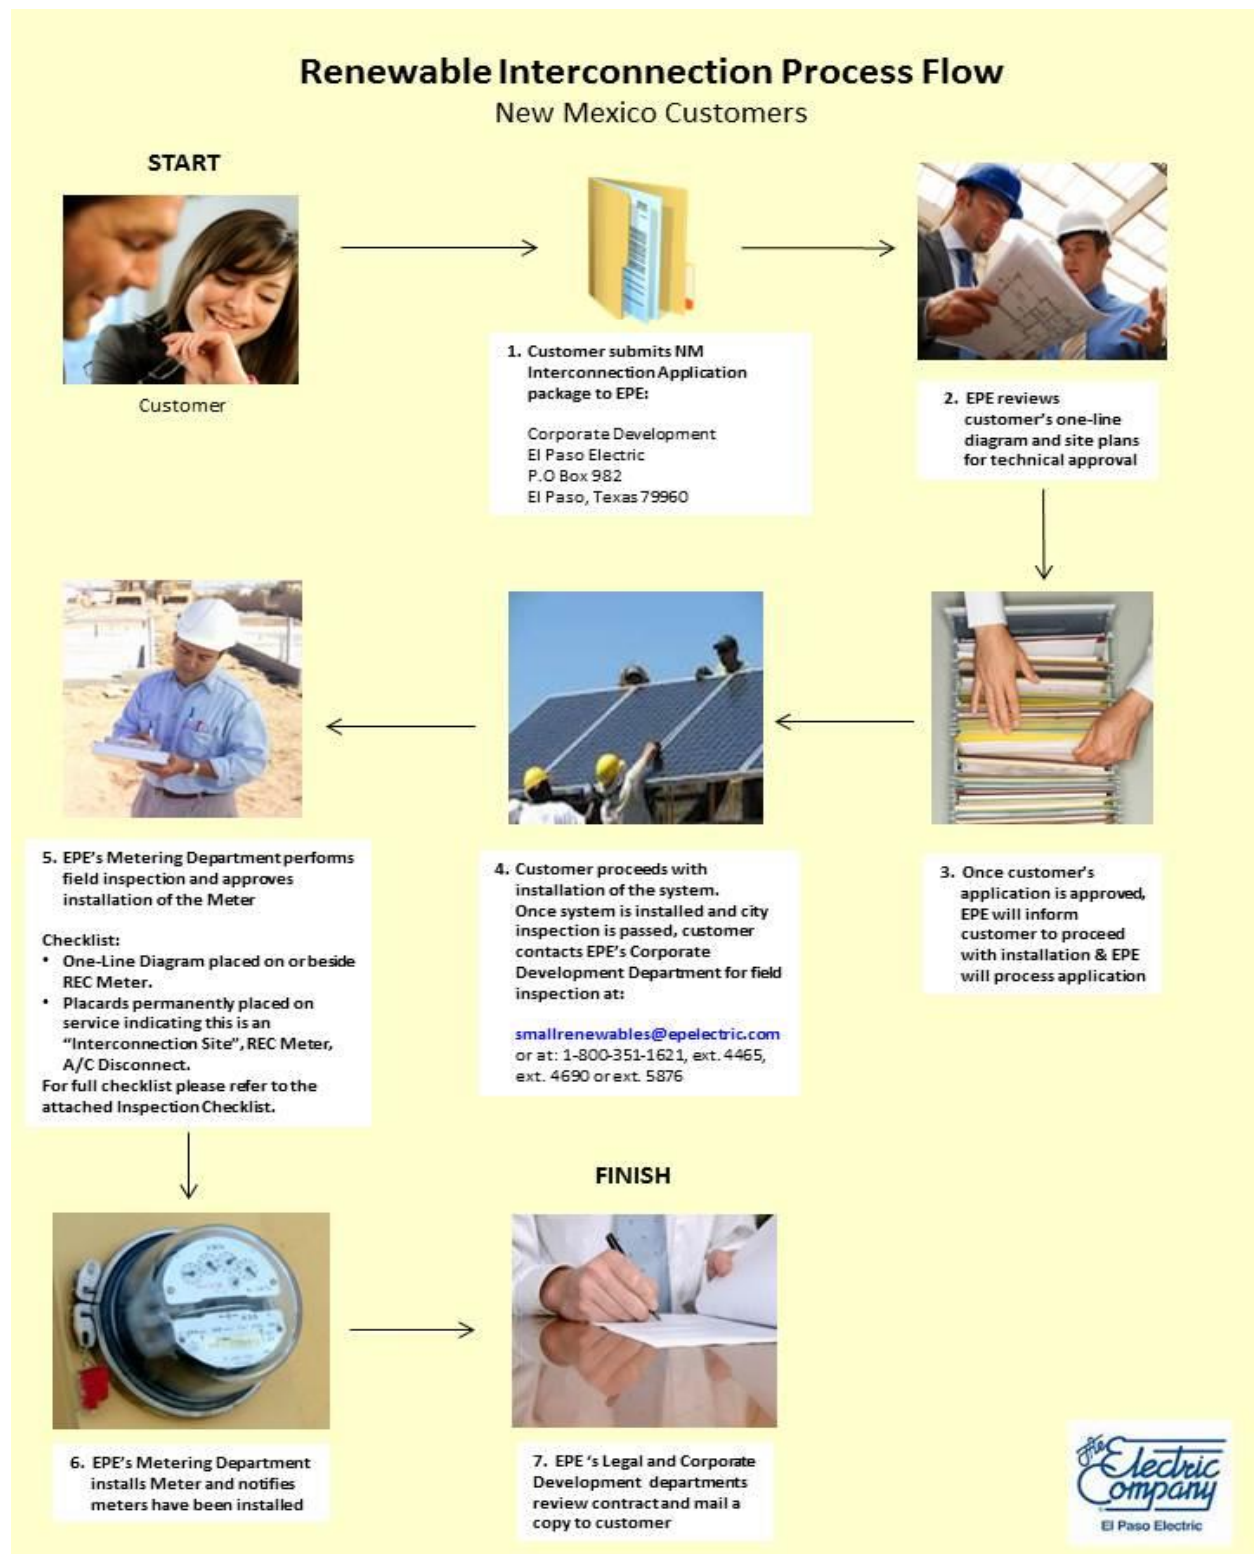 Renewable Interconnection Process Flow
New Mexico Customers
START
Customer
1. Customer submits NM
Interconnection Application
package to EPE:
Corporate Development
El Paso Electric
P.O Box 982
El Paso, Texas 79960
2. EPE reviews
customer's one-line
diagram and site plans
for technical approval
3. Once customer's
application is approved,
EPE will inform
customer to proceed
with installation & EPE
will process application
4. Customer proceeds with
installation of the system.
Once system is installed and city
inspection is passed, customer
contacts EPE's Corporate
Development Department for field
inspection at:
smallrenewables@epelectric.com
or at: 1-800-351-1621, ext. 4465,
ext. 4690 or ext. 5876
5. EPE's Metering Department performs
field inspection and approves
installation of the Meter
Checklist:
• One-Line Diagram placed on or beside
REC Meter.
• Placards permanently placed on
service indicating this is an
“Interconnection Site”, REC Meter,
A/C Disconnect.
For full checklist please refer to the
attached Inspection Checklist.
6. EPE's Metering Department
installs Meter and notifies
meters have been installed
FINISH
7. EPE ‘s Legal and Corporate
Development departments
review contract and mail a
copy to customer
The
Electric
Company
El Paso Electric